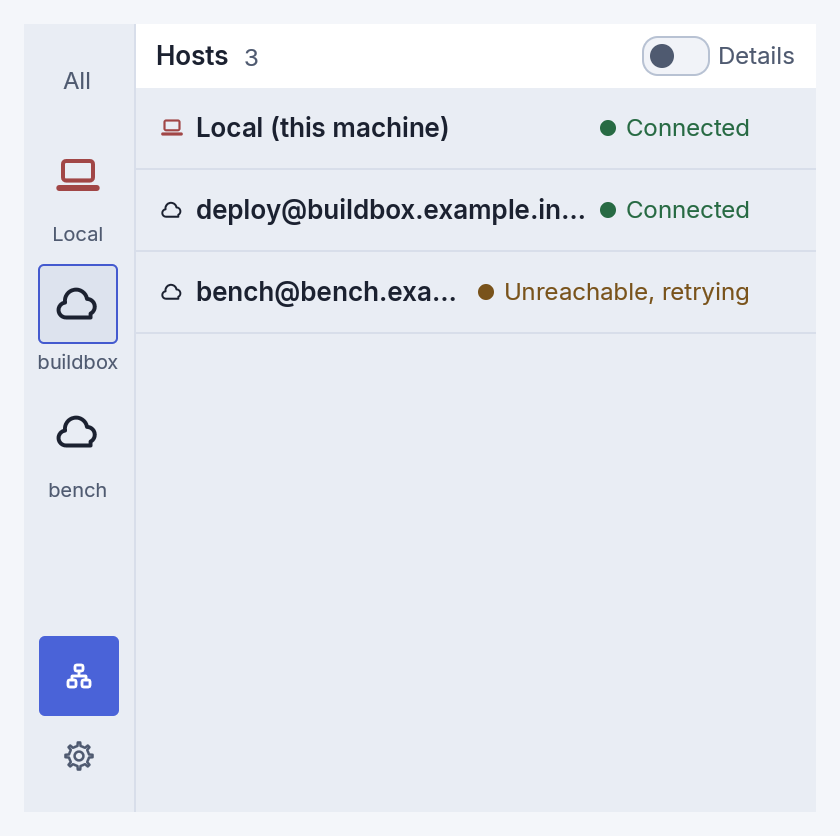 All
Local
buildbox
bench
Hosts 3
Details
Local (this machine)
Connected
deploy@buildbox.example.in...
Connected
bench@bench.exa...
Unreachable, retrying